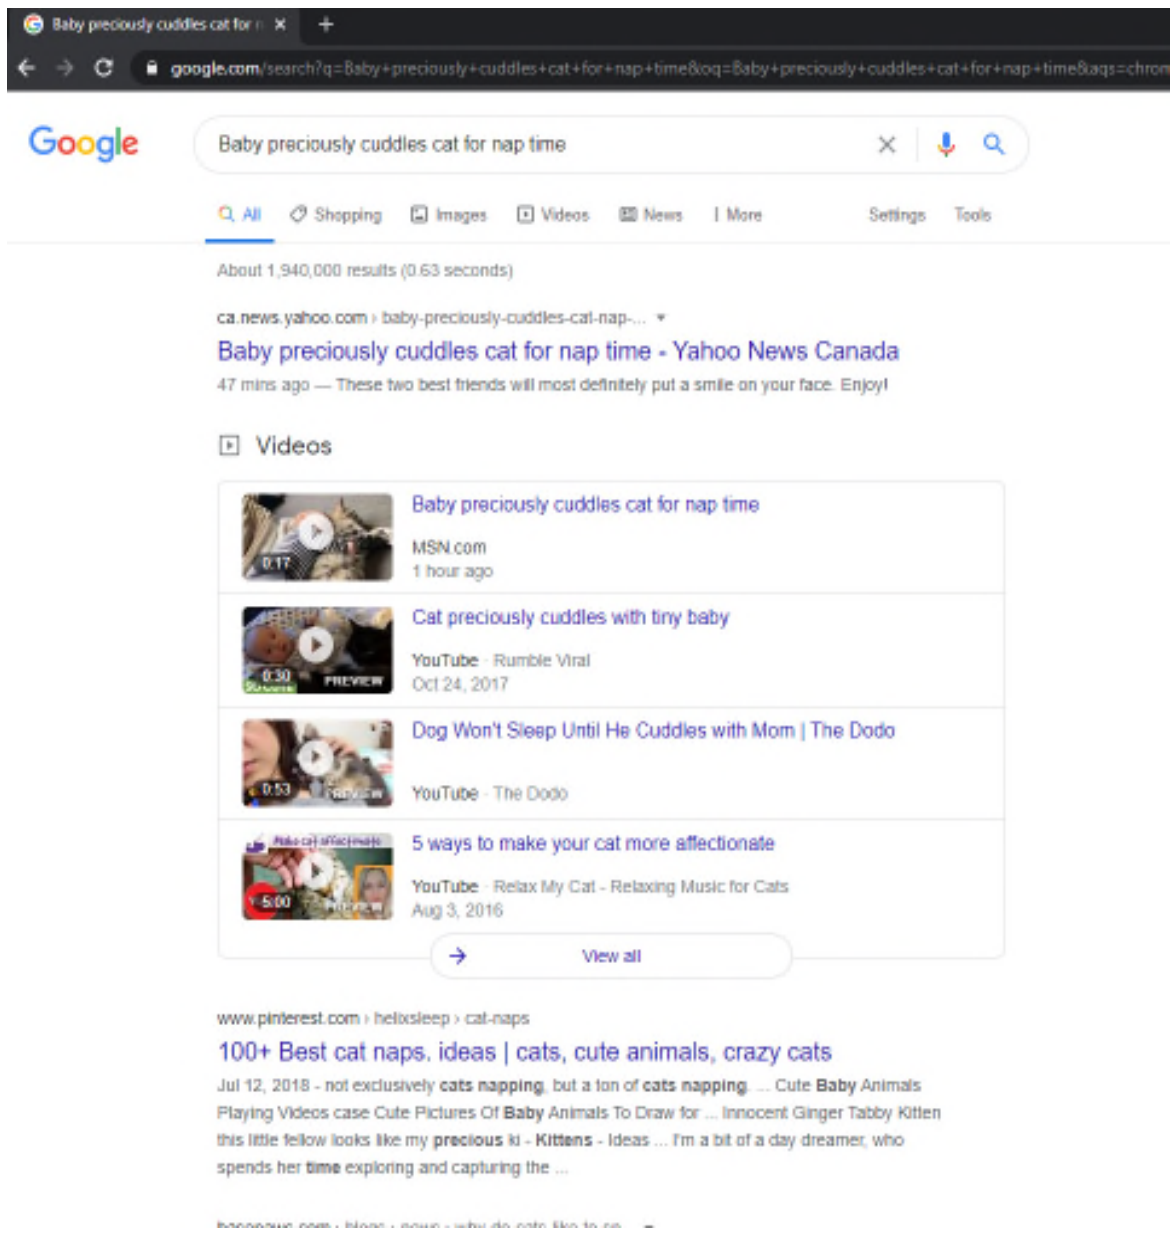 Baby preciously cuddles cat for n
google.com/search?q=Baby+preciously+cuddles+cat+for+nap+time&oq=Baby+preciously+cuddles+cat+for+nap+time&aqs=chrom
Google
Baby preciously cuddles cat for nap time
All Shopping Images Videos News More Settings Tools
About 1,940,000 results (0.63 seconds)
ca.news.yahoo.com › baby-preciously-cuddles-cat-nap-...
Baby preciously cuddles cat for nap time - Yahoo News Canada
47 mins ago — These two best friends will most definitely put a smile on your face. Enjoy!
Videos
Baby preciously cuddles cat for nap time
MSN.com
1 hour ago
0:17
Cat preciously cuddles with tiny baby
YouTube · Rumble Viral
Oct 24, 2017
0:30 PREVIEW
SO CUTE
Dog Won't Sleep Until He Cuddles with Mom | The Dodo
YouTube · The Dodo
0:53 PREVIEW
Make cat affectionate
5 ways to make your cat more affectionate
YouTube · Relax My Cat - Relaxing Music for Cats
Aug 3, 2016
5:00 PREVIEW
View all
www.pinterest.com › helixsleep › cat-naps
100+ Best cat naps. ideas | cats, cute animals, crazy cats
Jul 12, 2018 - not exclusively cats napping, but a ton of cats napping. ... Cute Baby Animals
Playing Videos case Cute Pictures Of Baby Animals To Draw for ... Innocent Ginger Tabby Kitten
this little fellow looks like my precious ki - Kittens - Ideas ... I'm a bit of a day dreamer, who
spends her time exploring and capturing the ...